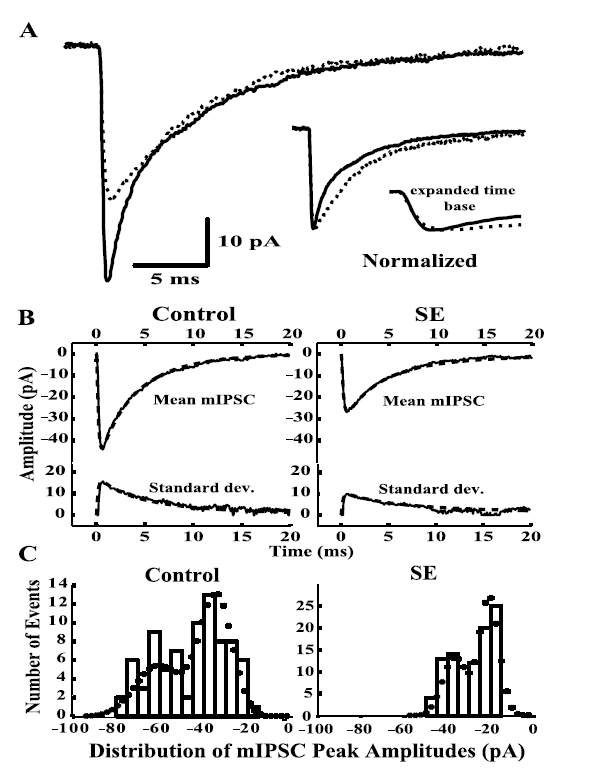 A
10 pA
5 ms
expanded time
base
Normalized
B
Control
SE
0 5 10 15 20
0 5 10 15 20
Amplitude (pA)
0
-10
-20
-30
-40
20
10
0
Mean mIPSC
Standard dev.
0
-10
-20
-30
-40
20
10
0
Mean mIPSC
Standard dev.
0 5 10 15 20
0 5 10 15 20
Time (ms)
C
Control
SE
Number of Events
14
12
10
8
6
4
2
0
25
20
15
10
5
0
-100 -80 -60 -40 -20 0
-100 -80 -60 -40 -20 0
Distribution of mIPSC Peak Amplitudes (pA)